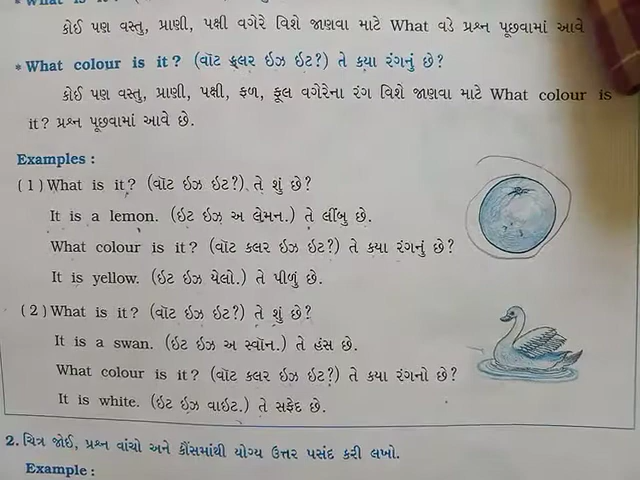 કોઈ પણ વસ્તુ, પ્રાણી, પક્ષી વગેરે વિશે જાણવા માટે What વડે પ્રશ્ન પૂછવામાં આવે
* What colour is it? (વૉટ કલર ઇઝ ઇટ?) તે કયા રંગનું છે?
કોઈ પણ વસ્તુ, પ્રાણી, પક્ષી, ફળ, ફૂલ વગેરેના રંગ વિશે જાણવા માટે What colour is
it? પ્રશ્ન પૂછવામાં આવે છે.
Examples :
(1) What is it? (વૉટ ઇઝ ઇટ?) તે શું છે?
It is a lemon. (ઇટ ઇઝ અ લેમન.) તે લીંબુ છે.
What colour is it? (વૉટ કલર ઇઝ ઇટ?) તે કયા રંગનું છે?
It is yellow. (ઇટ ઇઝ યેલો.) તે પીળું છે.
(2) What is it? (વૉટ ઇઝ ઇટ?) તે શું છે?
It is a swan. (ઇટ ઇઝ અ સ્વૉન.) તે હંસ છે.
What colour is it? (વૉટ કલર ઇઝ ઇટ?) તે કયા રંગનો છે?
It is white. (ઇટ ઇઝ વાઇટ.) તે સફેદ છે.
2. ચિત્ર જોઈ, પ્રશ્ન વાંચો અને કૌંસમાંથી યોગ્ય ઉત્તર પસંદ કરી લખો.
Example :